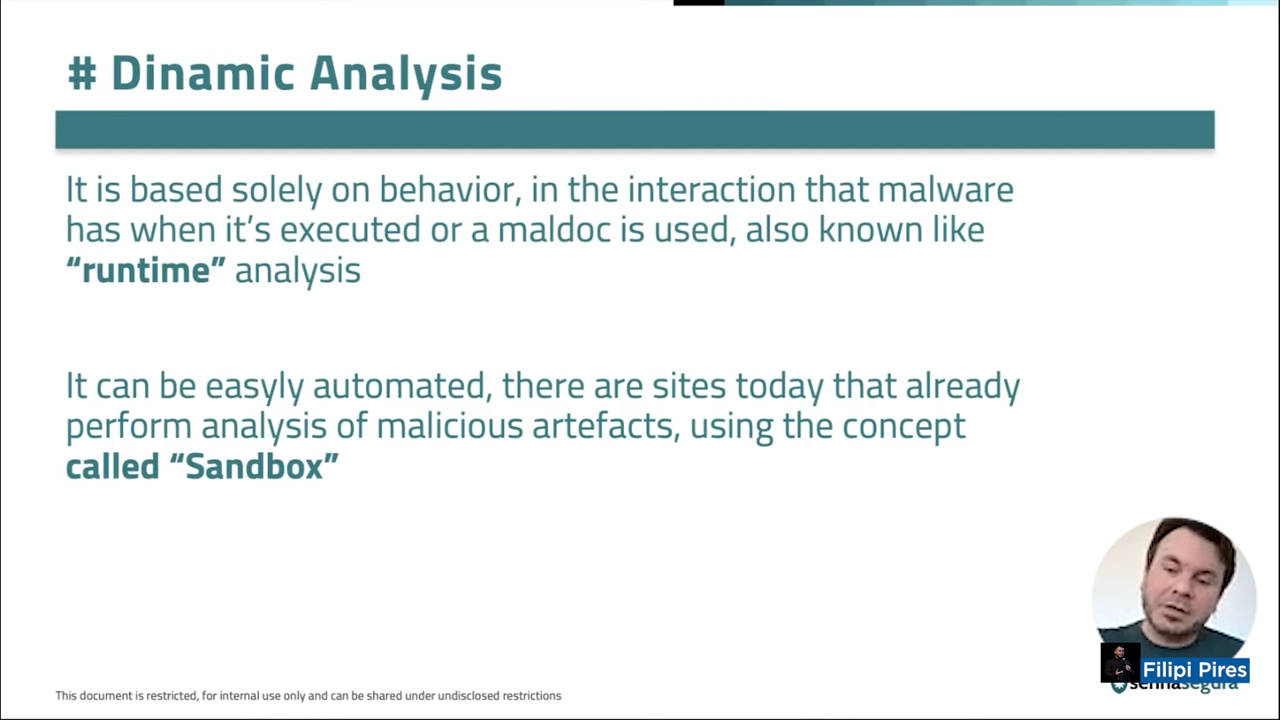 # Dinamic Analysis
It is based solely on behavior, in the interaction that malware
has when it’s executed or a maldoc is used, also known like
“runtime” analysis
It can be easyly automated, there are sites today that already
perform analysis of malicious artefacts, using the concept
called “Sandbox”
Filipi Pires
This document is restricted, for internal use only and can be shared under undisclosed restrictions